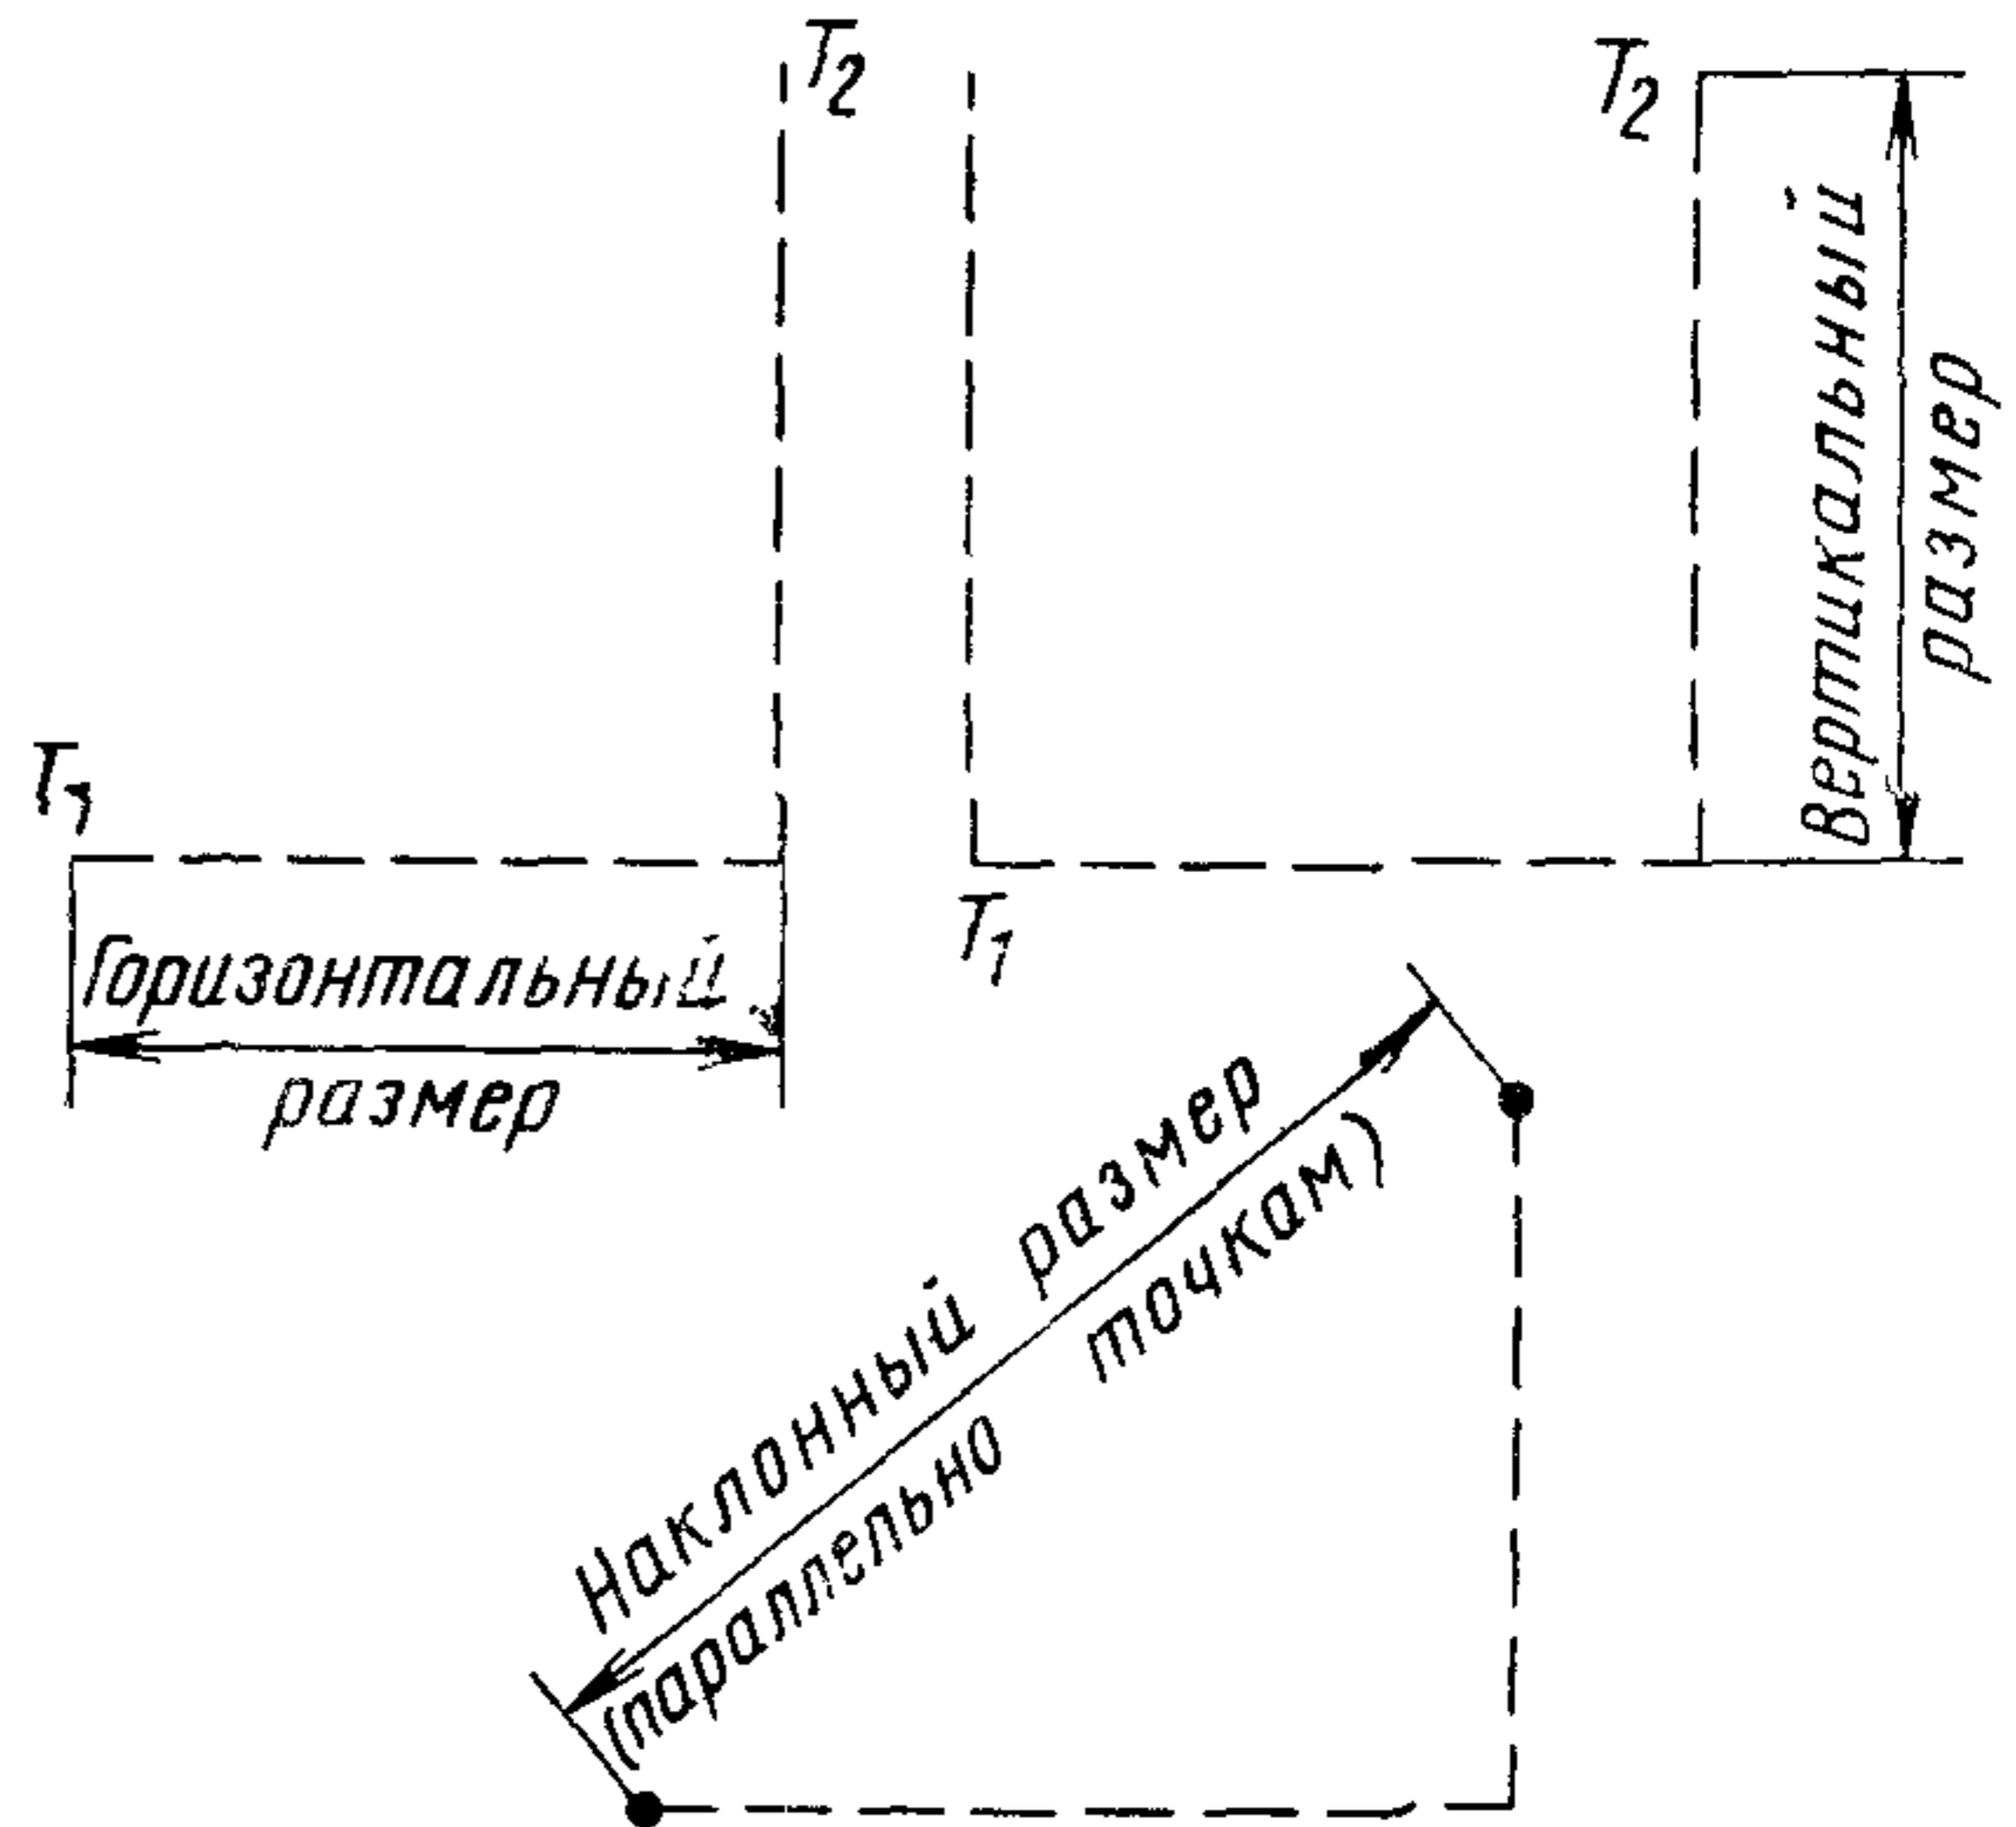 T2
T2
Вертикальный
размер
T1
Горизонтальный
размер
T1
Наклонный размер
(параллельно точкам)